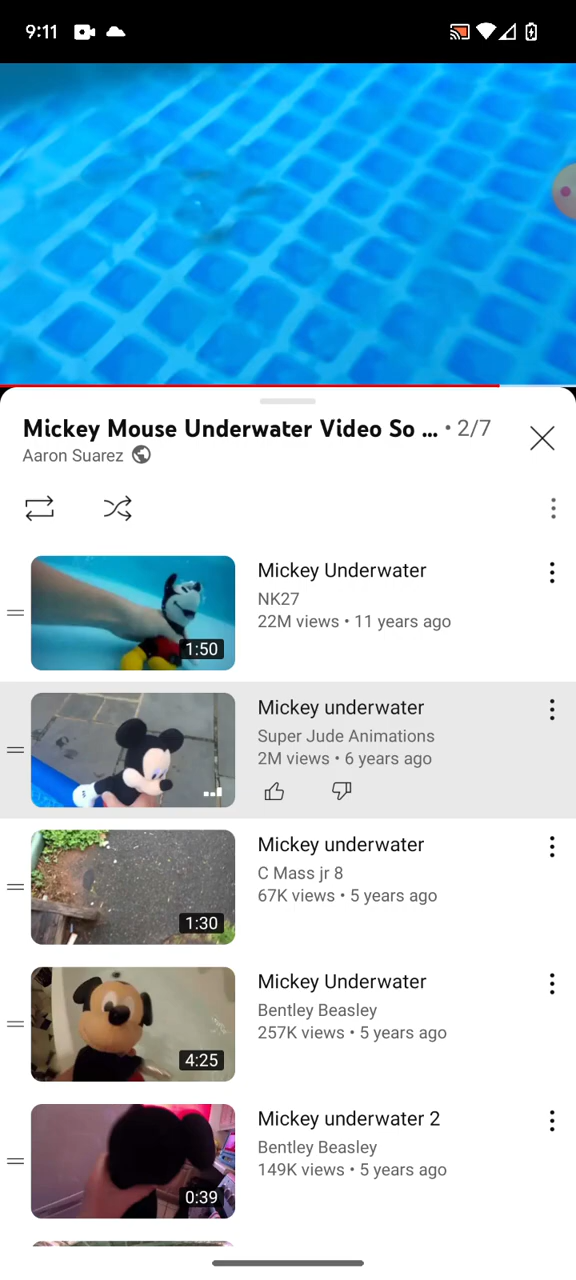 9:11
Mickey Mouse Underwater Video So ... • 2/7
Aaron Suarez
Mickey Underwater
NK27
22M views • 11 years ago
1:50
Mickey underwater
Super Jude Animations
2M views • 6 years ago
Mickey underwater
C Mass jr 8
67K views • 5 years ago
1:30
Mickey Underwater
Bentley Beasley
257K views • 5 years ago
4:25
Mickey underwater 2
Bentley Beasley
149K views • 5 years ago
0:39